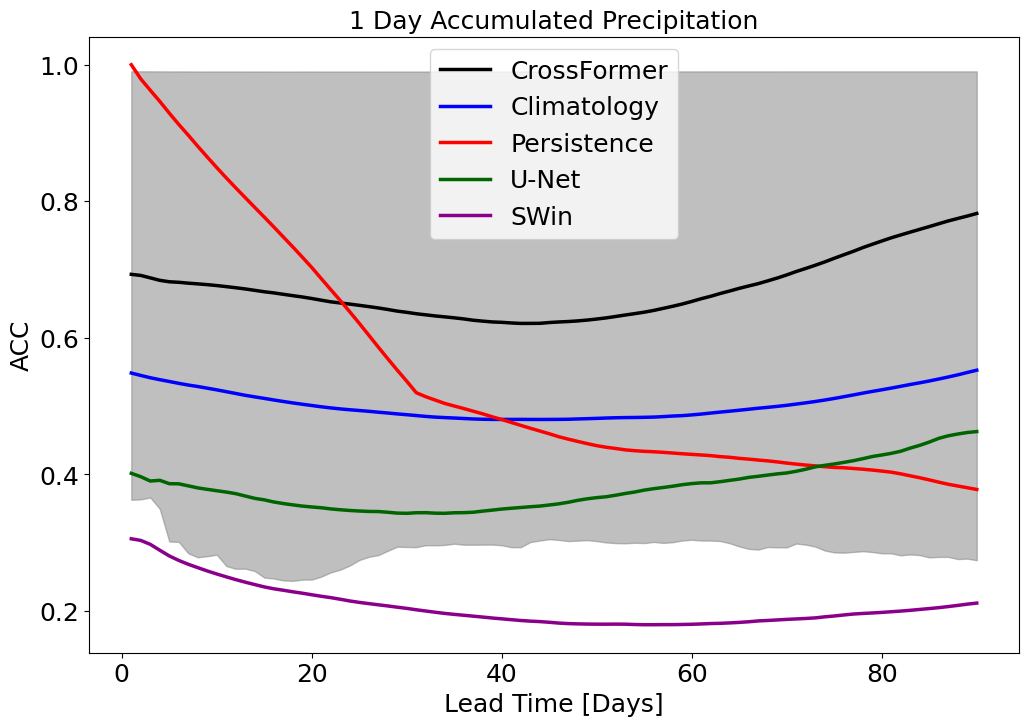 1 Day Accumulated Precipitation
CrossFormer
Climatology
Persistence
U-Net
SWin
ACC
1.0
0.8
0.6
0.4
0.2
0 20 40 60 80
Lead Time [Days]